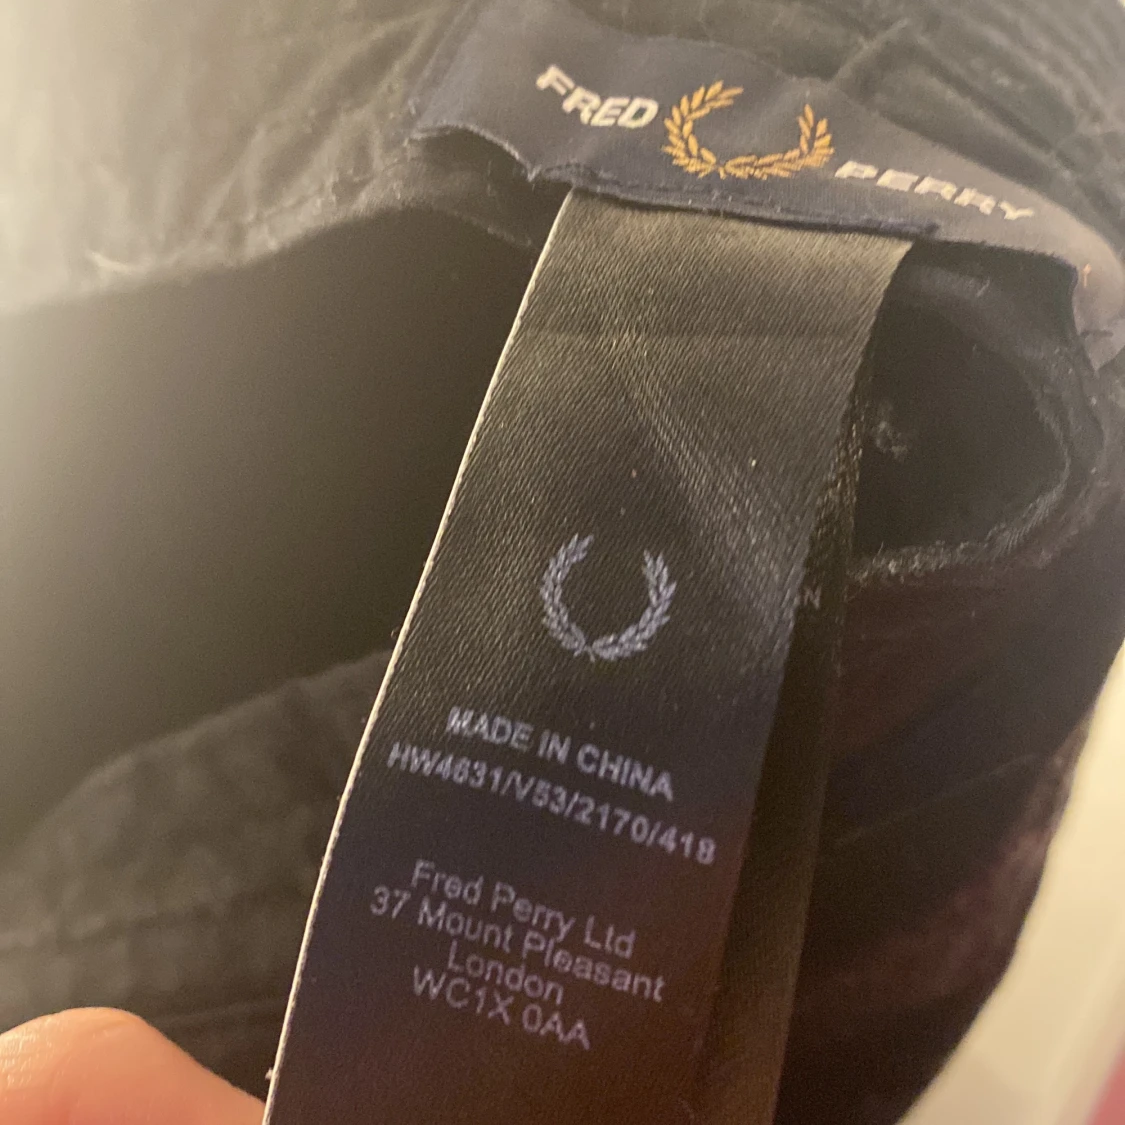 FRED PERRY
N
MADE IN CHINA
HW4631/V53/2170/418
Fred Perry Ltd
37 Mount Pleasant
London
WC1X 0AA